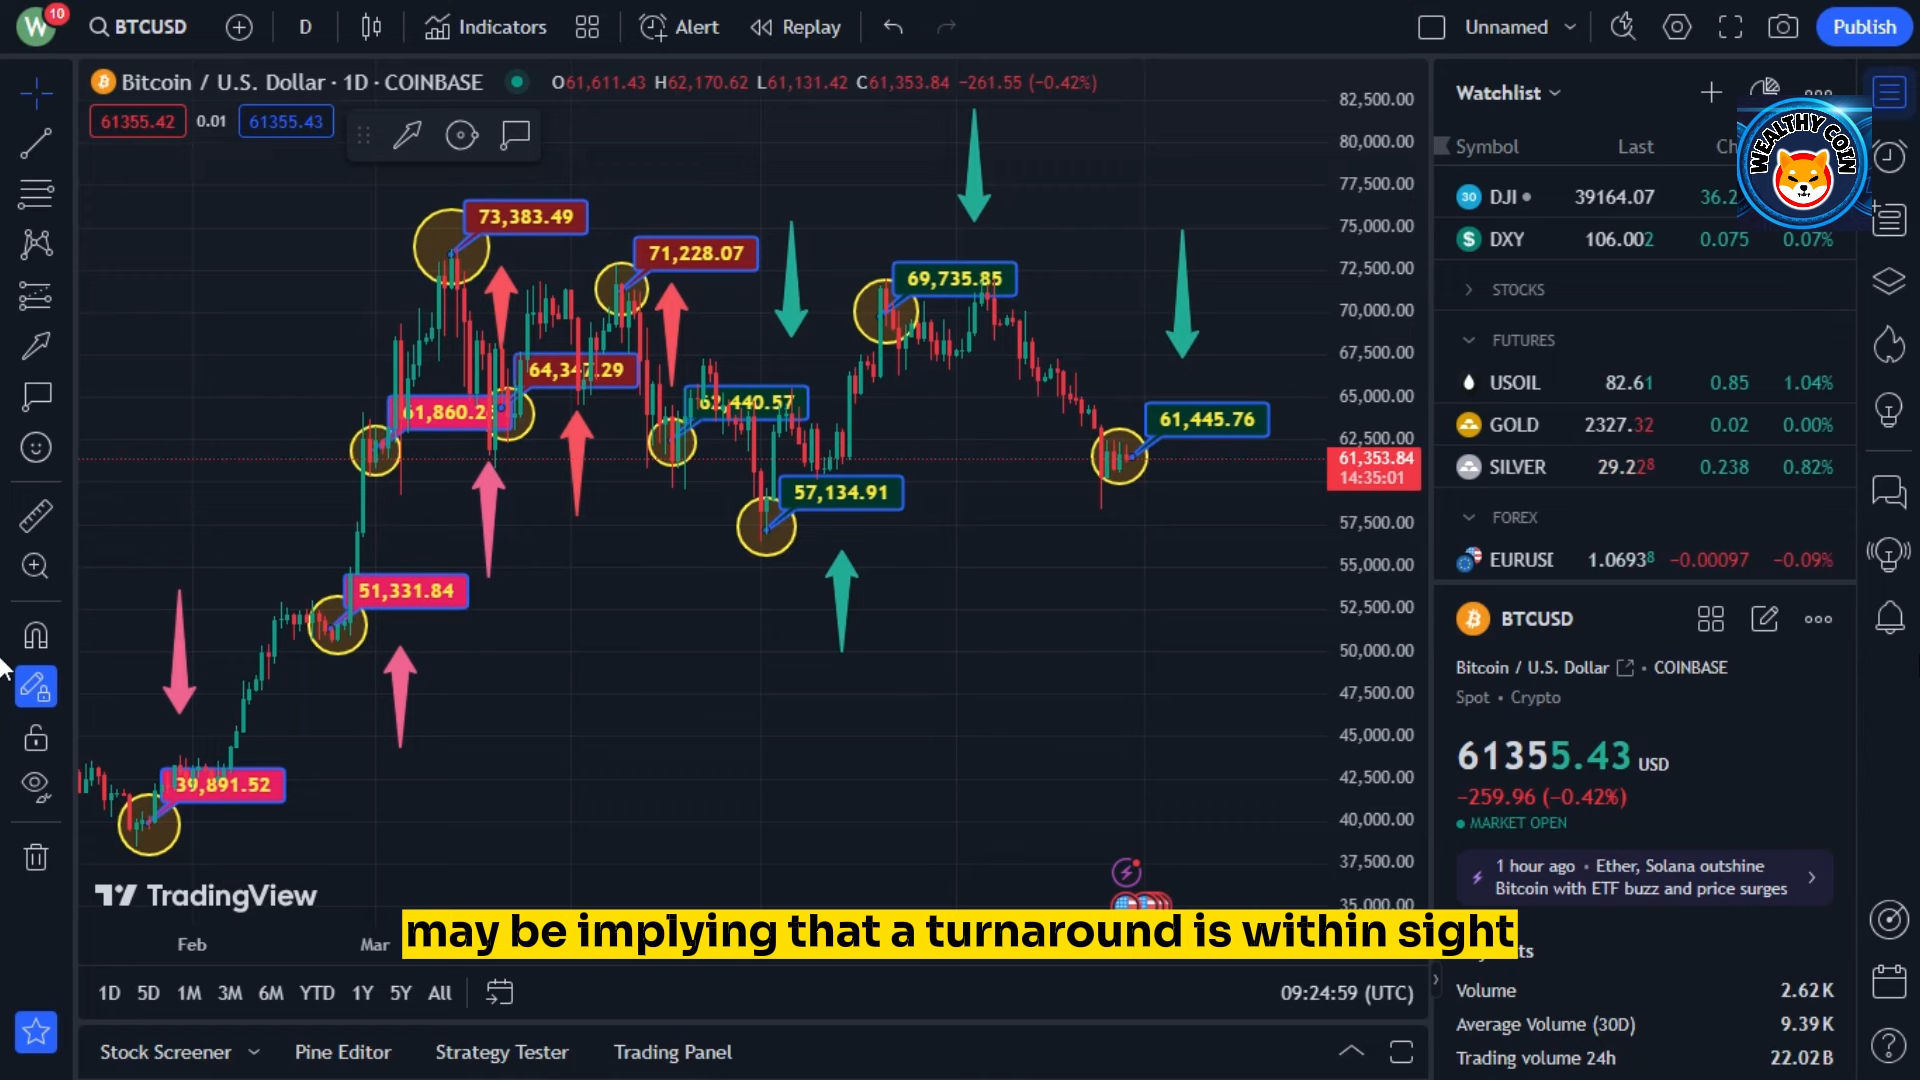 W 10 BTCUSD D Indicators Alert Replay Unnamed Publish
Bitcoin / U.S. Dollar · 1D · COINBASE O61,611.43 H62,170.62 L61,131.42 C61,353.84 −261.55 (−0.42%)
61355.42 0.01 61355.43
73,383.49
71,228.07
69,735.85
64,347.29
61,860.2
62,440.57
61,445.76
57,134.91
51,331.84
39,891.52
82,500.00
80,000.00
77,500.00
75,000.00
72,500.00
70,000.00
67,500.00
65,000.00
62,500.00
61,353.84
14:35:01
57,500.00
55,000.00
52,500.00
50,000.00
47,500.00
45,000.00
42,500.00
40,000.00
37,500.00
35,000.00
TradingView
Feb Mar
may be implying that a turnaround is within sight
1D 5D 1M 3M 6M YTD 1Y 5Y All 09:24:59 (UTC)
Stock Screener Pine Editor Strategy Tester Trading Panel
Watchlist
WEALTHY COIN
Symbol Last Ch
30 DJI 39164.07 36.2
$ DXY 106.002 0.075 0.07%
STOCKS
FUTURES
USOIL 82.61 0.85 1.04%
GOLD 2327.32 0.02 0.00%
SILVER 29.228 0.238 0.82%
FOREX
EURUSI 1.06938 −0.00097 −0.09%
BTCUSD
Bitcoin / U.S. Dollar • COINBASE
Spot • Crypto
61355.43 USD
−259.96 (−0.42%)
MARKET OPEN
1 hour ago • Ether, Solana outshine
Bitcoin with ETF buzz and price surges
ts
Volume 2.62K
Average Volume (30D) 9.39K
Trading volume 24h 22.02B